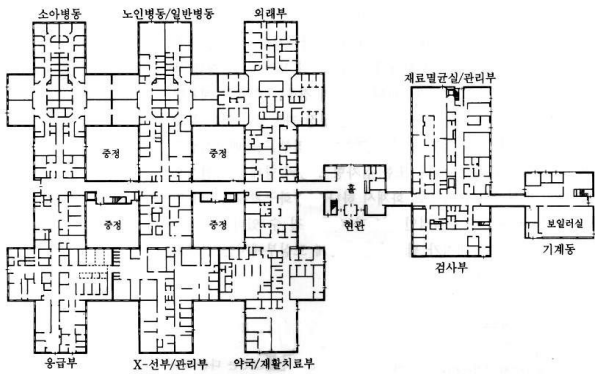 소아병동
노인병동/일반병동
외래부
재료멸균실/관리부
중정
중정
홀
현관
중정
중정
보일러실
기계동
검사부
응급부
X-선부/관리부
약국/재활치료부